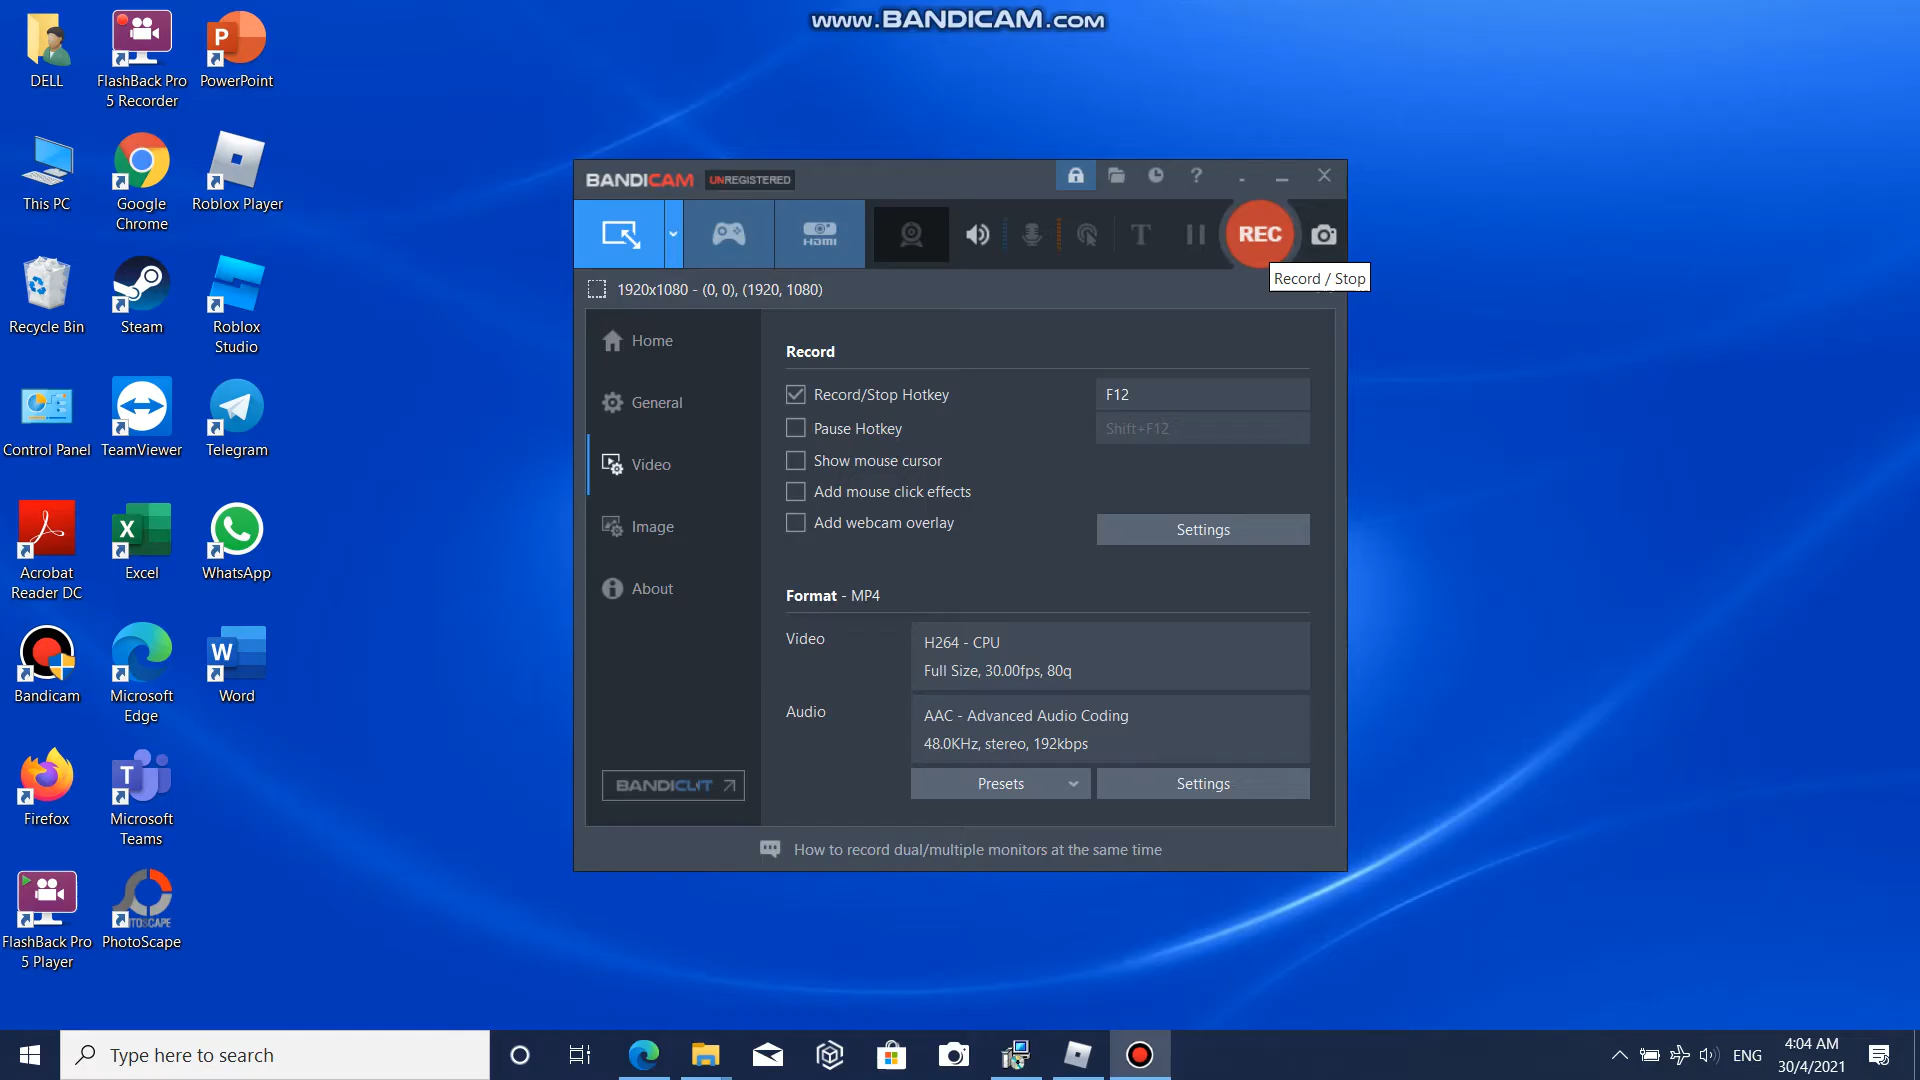 www.BANDICAM.com
DELL
FlashBack Pro
5 Recorder
PowerPoint
This PC
Google
Chrome
Roblox Player
Recycle Bin
Steam
Roblox
Studio
Control Panel
TeamViewer
Telegram
Acrobat
Reader DC
Excel
WhatsApp
Bandicam
Microsoft
Edge
Word
Firefox
Microsoft
Teams
FlashBack Pro
5 Player
PhotoScape
BANDICAM UNREGISTERED
HDMI
T
REC
Record / Stop
1920x1080 - (0, 0), (1920, 1080)
Home
General
Video
Image
About
BANDICUT
Record
Record/Stop Hotkey
F12
Pause Hotkey
Shift+F12
Show mouse cursor
Add mouse click effects
Add webcam overlay
Settings
Format - MP4
Video
H264 - CPU
Full Size, 30.00fps, 80q
Audio
AAC - Advanced Audio Coding
48.0KHz, stereo, 192kbps
Presets
Settings
How to record dual/multiple monitors at the same time
Type here to search
ENG
4:04 AM
30/4/2021